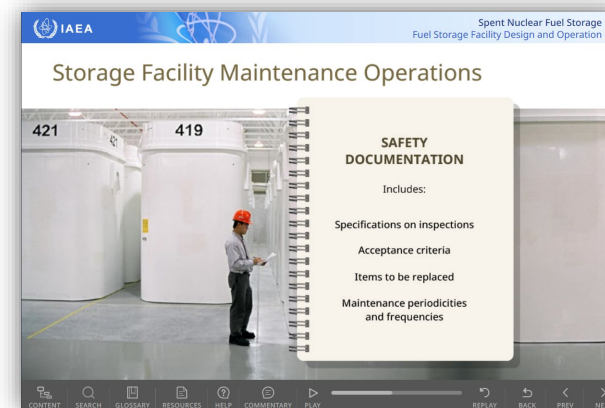 IAEA
Spent Nuclear Fuel Storage
Fuel Storage Facility Design and Operation
Storage Facility Maintenance Operations
421
421
419
SAFETY
DOCUMENTATION
Includes:
Specifications on inspections
Acceptance criteria
Items to be replaced
Maintenance periodicities
and frequencies
CONTENT SEARCH GLOSSARY RESOURCES HELP COMMENTARY PLAY REPLAY BACK PREV